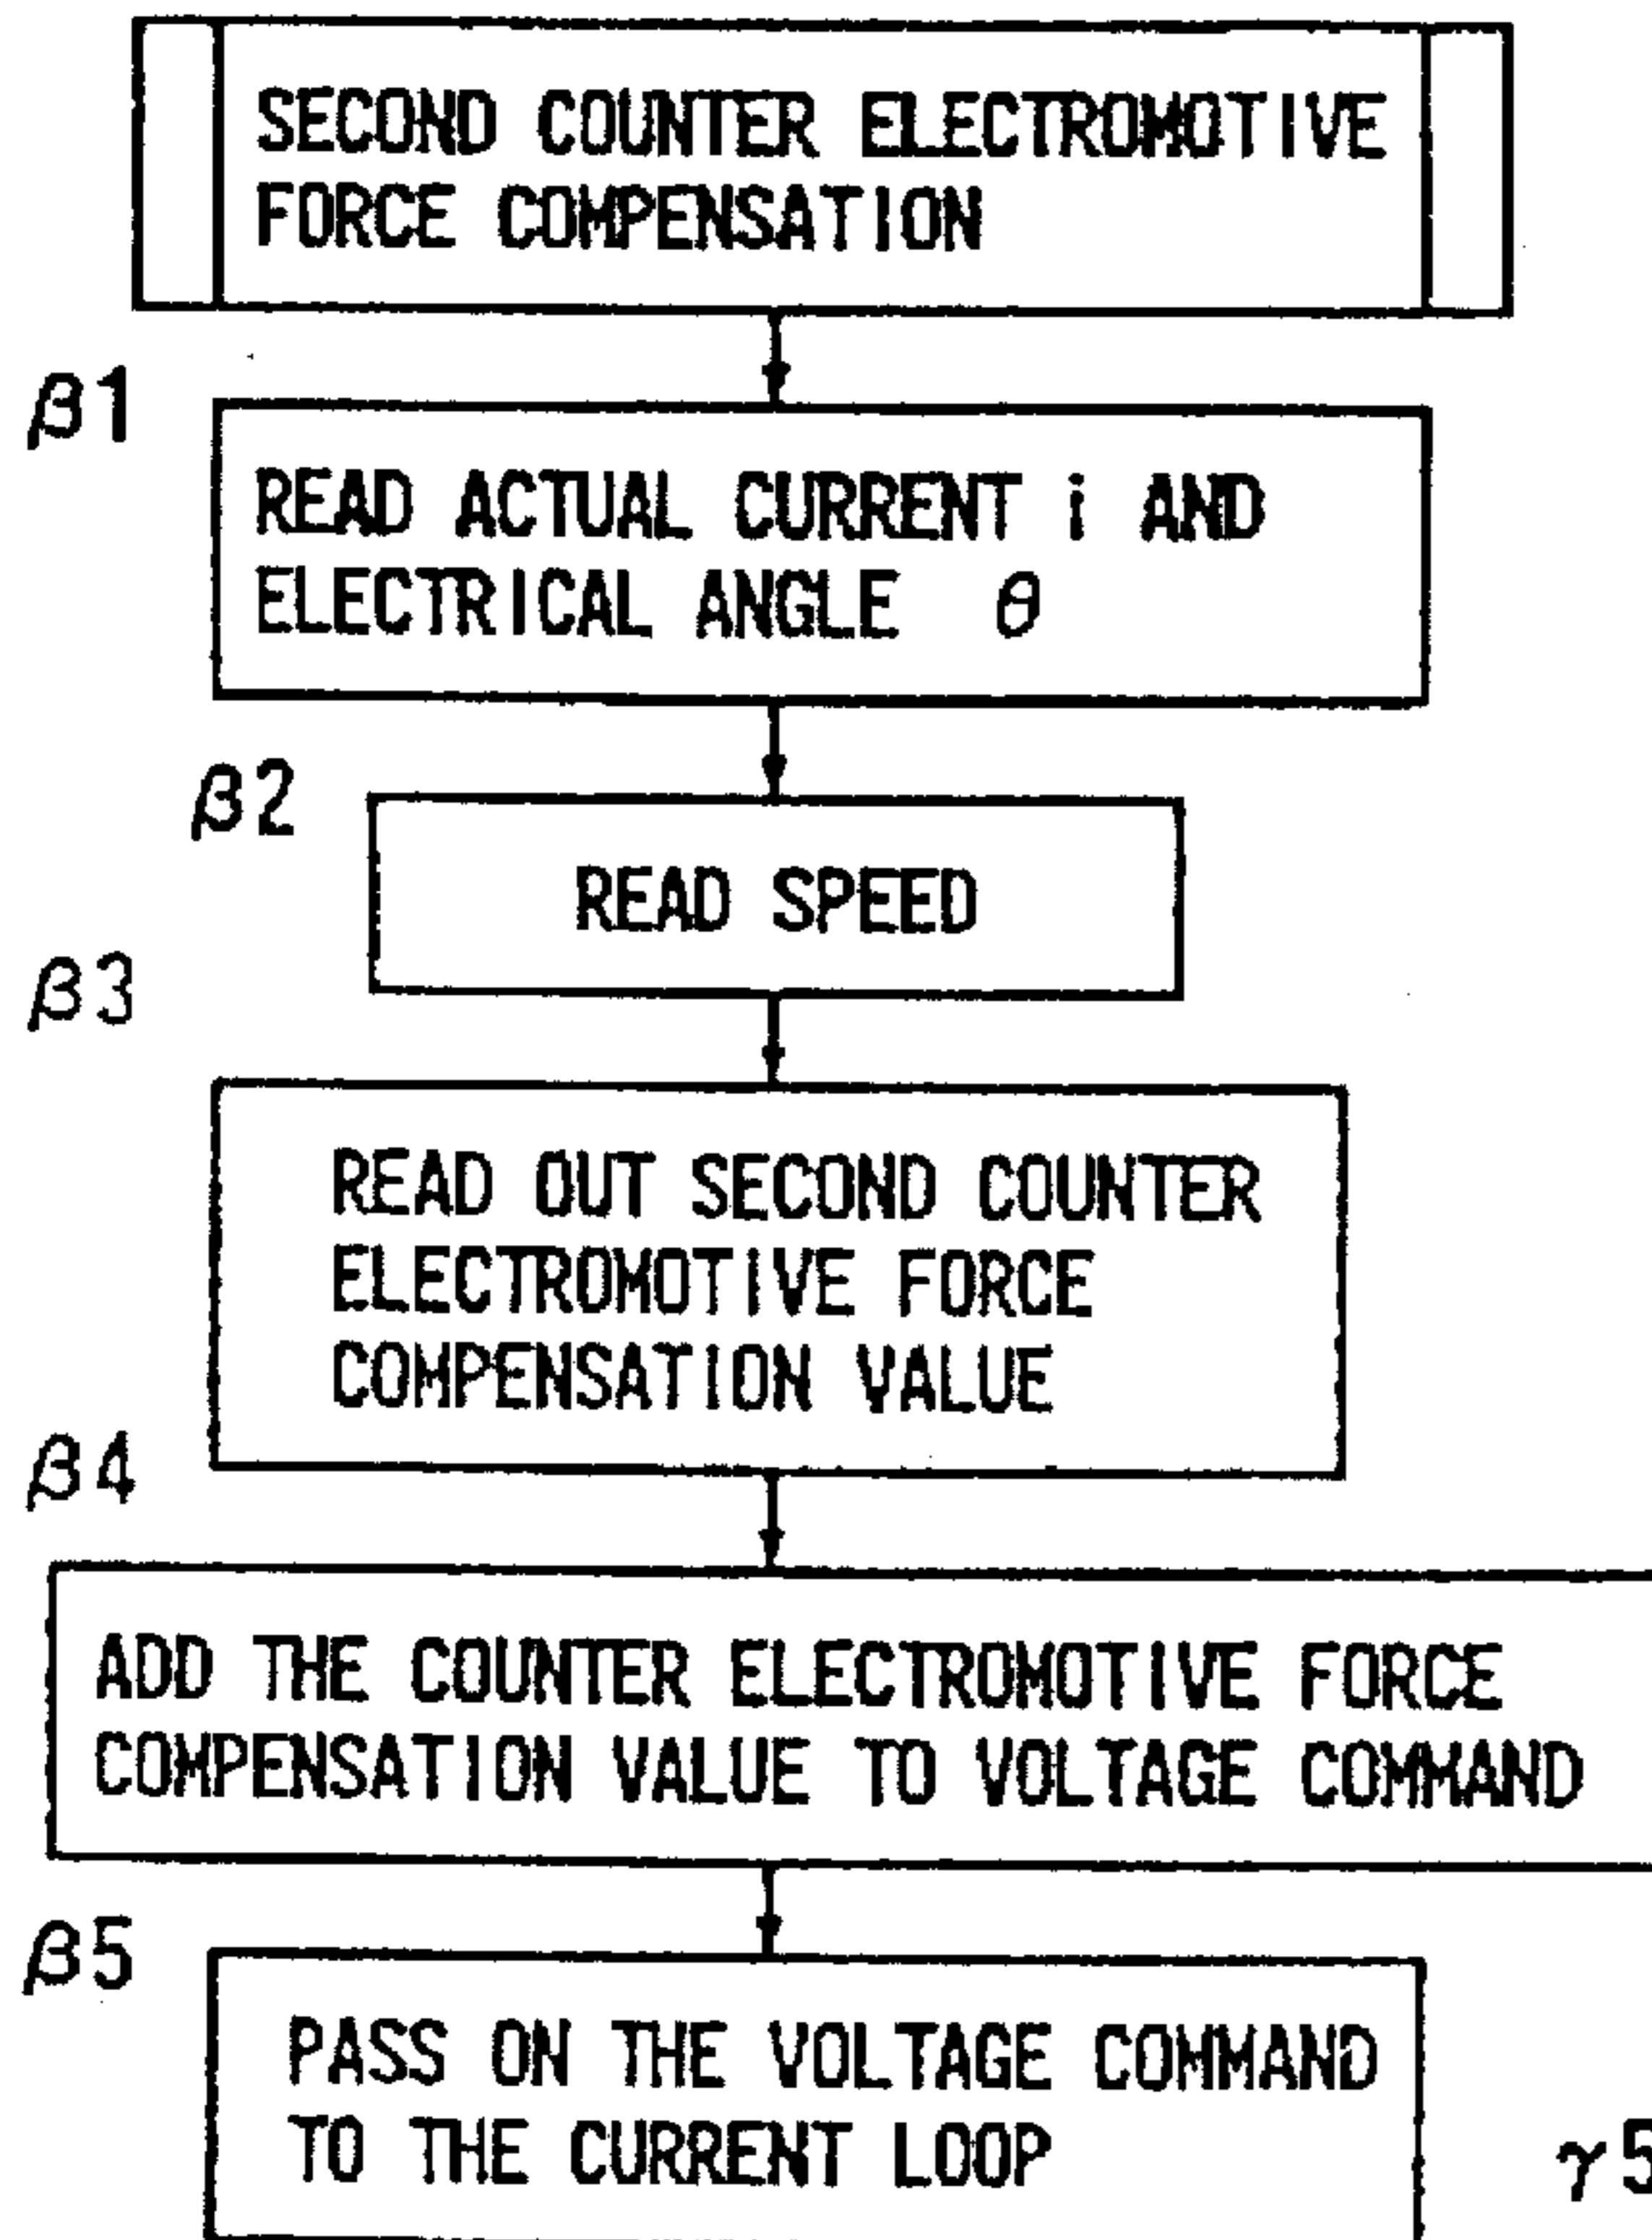 SECOND COUNTER ELECTROMOTIVE
FORCE COMPENSATION
β1
READ ACTUAL CURRENT i AND
ELECTRICAL ANGLE θ
β2
READ SPEED
β3
READ OUT SECOND COUNTER
ELECTROMOTIVE FORCE
COMPENSATION VALUE
β4
ADD THE COUNTER ELECTROMOTIVE FORCE
COMPENSATION VALUE TO VOLTAGE COMMAND
β5
PASS ON THE VOLTAGE COMMAND
TO THE CURRENT LOOP
γ5